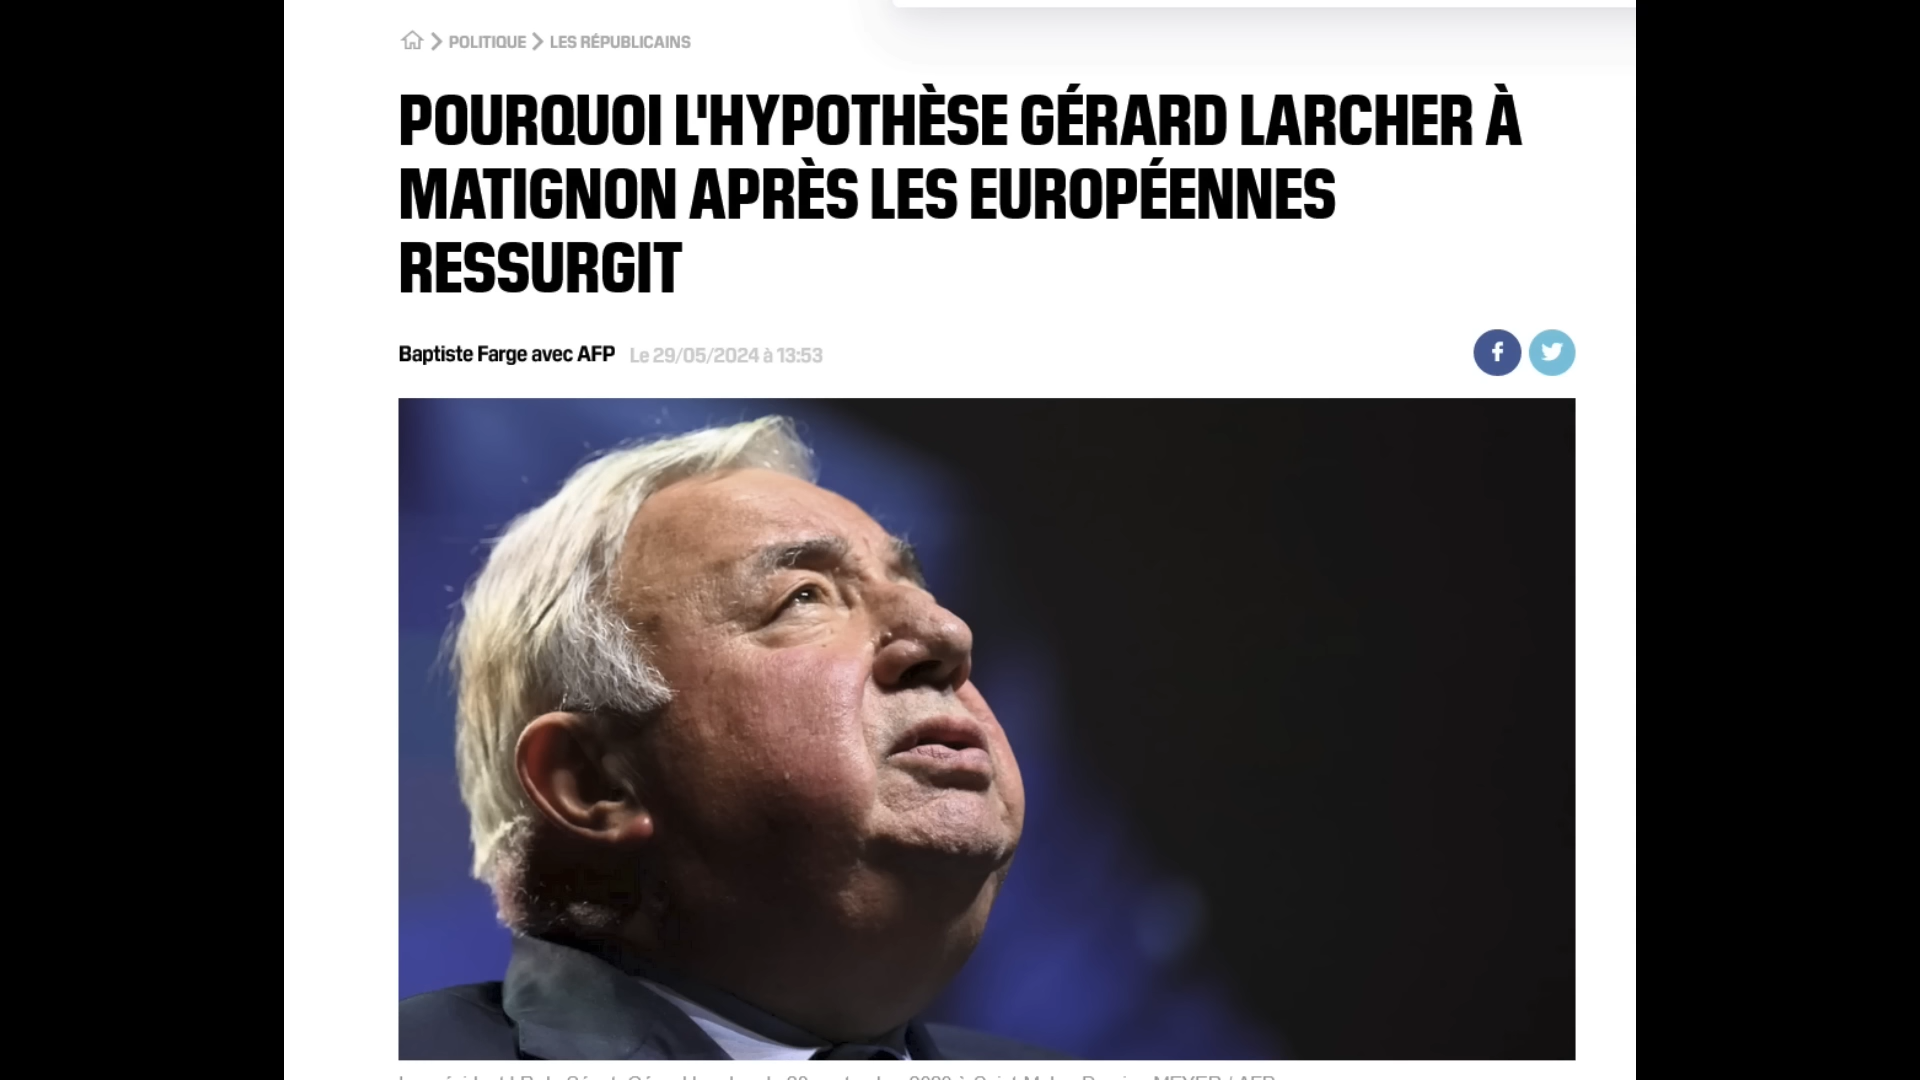 POLITIQUE LES RÉPUBLICAINS
POURQUOI L'HYPOTHÈSE GÉRARD LARCHER À
MATIGNON APRÈS LES EUROPÉENNES
RESSURGIT
Baptiste Farge avec AFP Le 29/05/2024 à 13:53